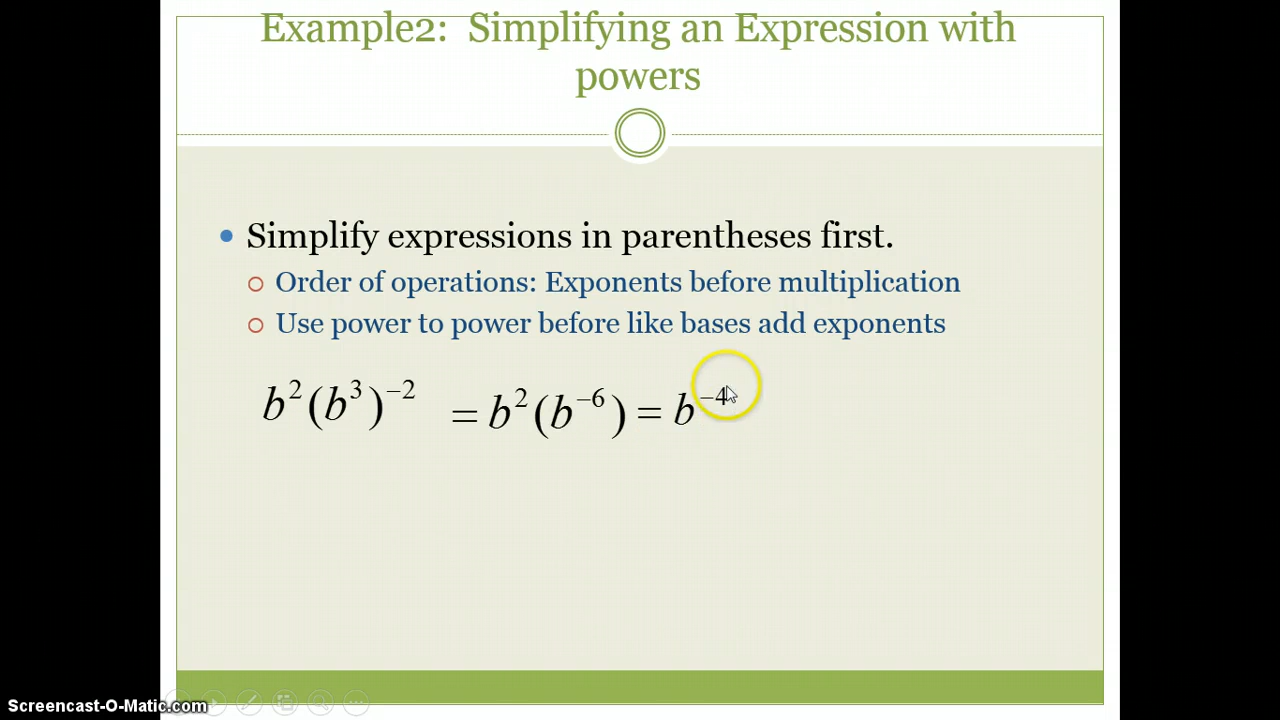 Example2: Simplifying an Expression with
powers
Simplify expressions in parentheses first.
Order of operations: Exponents before multiplication
Use power to power before like bases add exponents
b²(b³)⁻² = b²(b⁻⁶) = b⁻⁴
Screencast-O-Matic.com